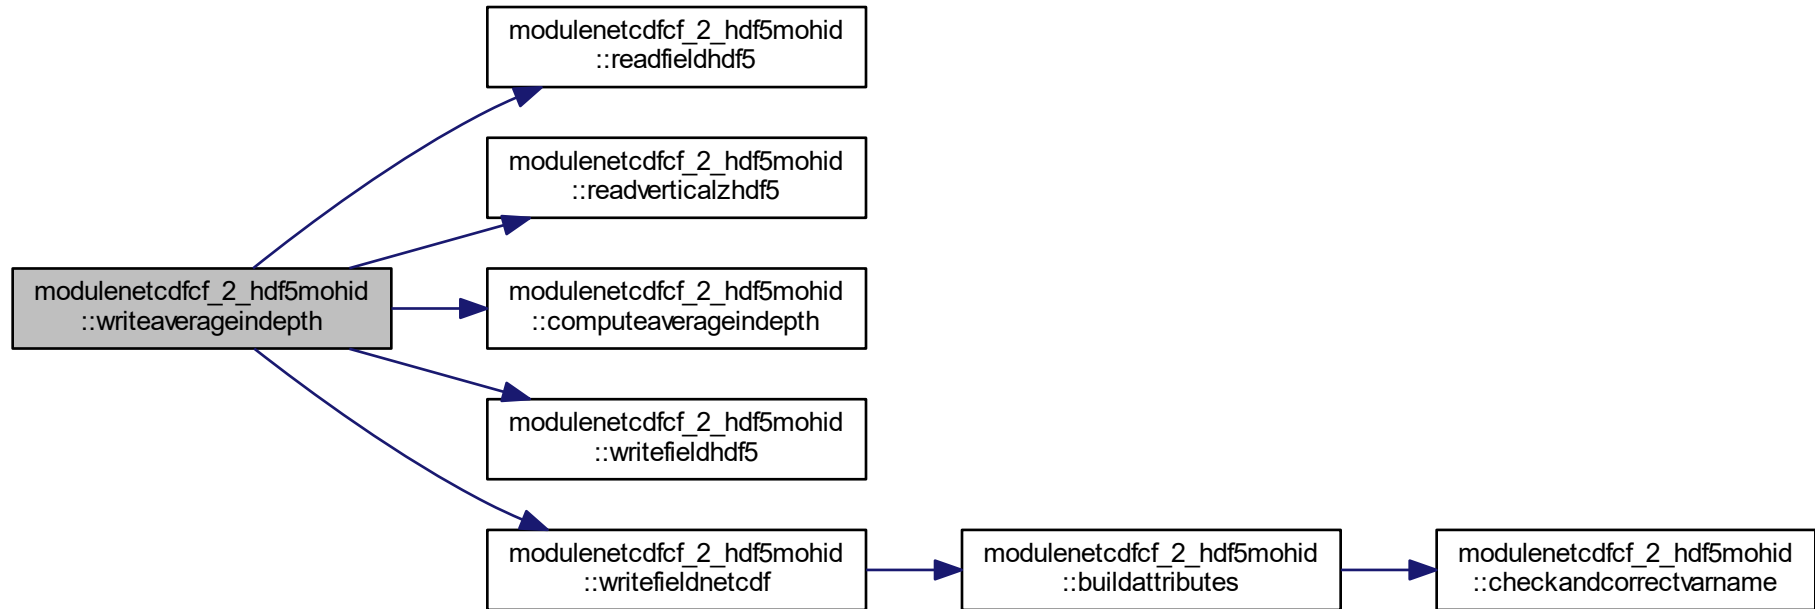 modulenetcdfcf_2_hdf5mohid
::readfieldhdf5
modulenetcdfcf_2_hdf5mohid
::readverticalzhdf5
modulenetcdfcf_2_hdf5mohid
::writeaverageindepth
modulenetcdfcf_2_hdf5mohid
::computeaverageindepth
modulenetcdfcf_2_hdf5mohid
::writefieldhdf5
modulenetcdfcf_2_hdf5mohid
::writefieldnetcdf
modulenetcdfcf_2_hdf5mohid
::buildattributes
modulenetcdfcf_2_hdf5mohid
::checkandcorrectvarname